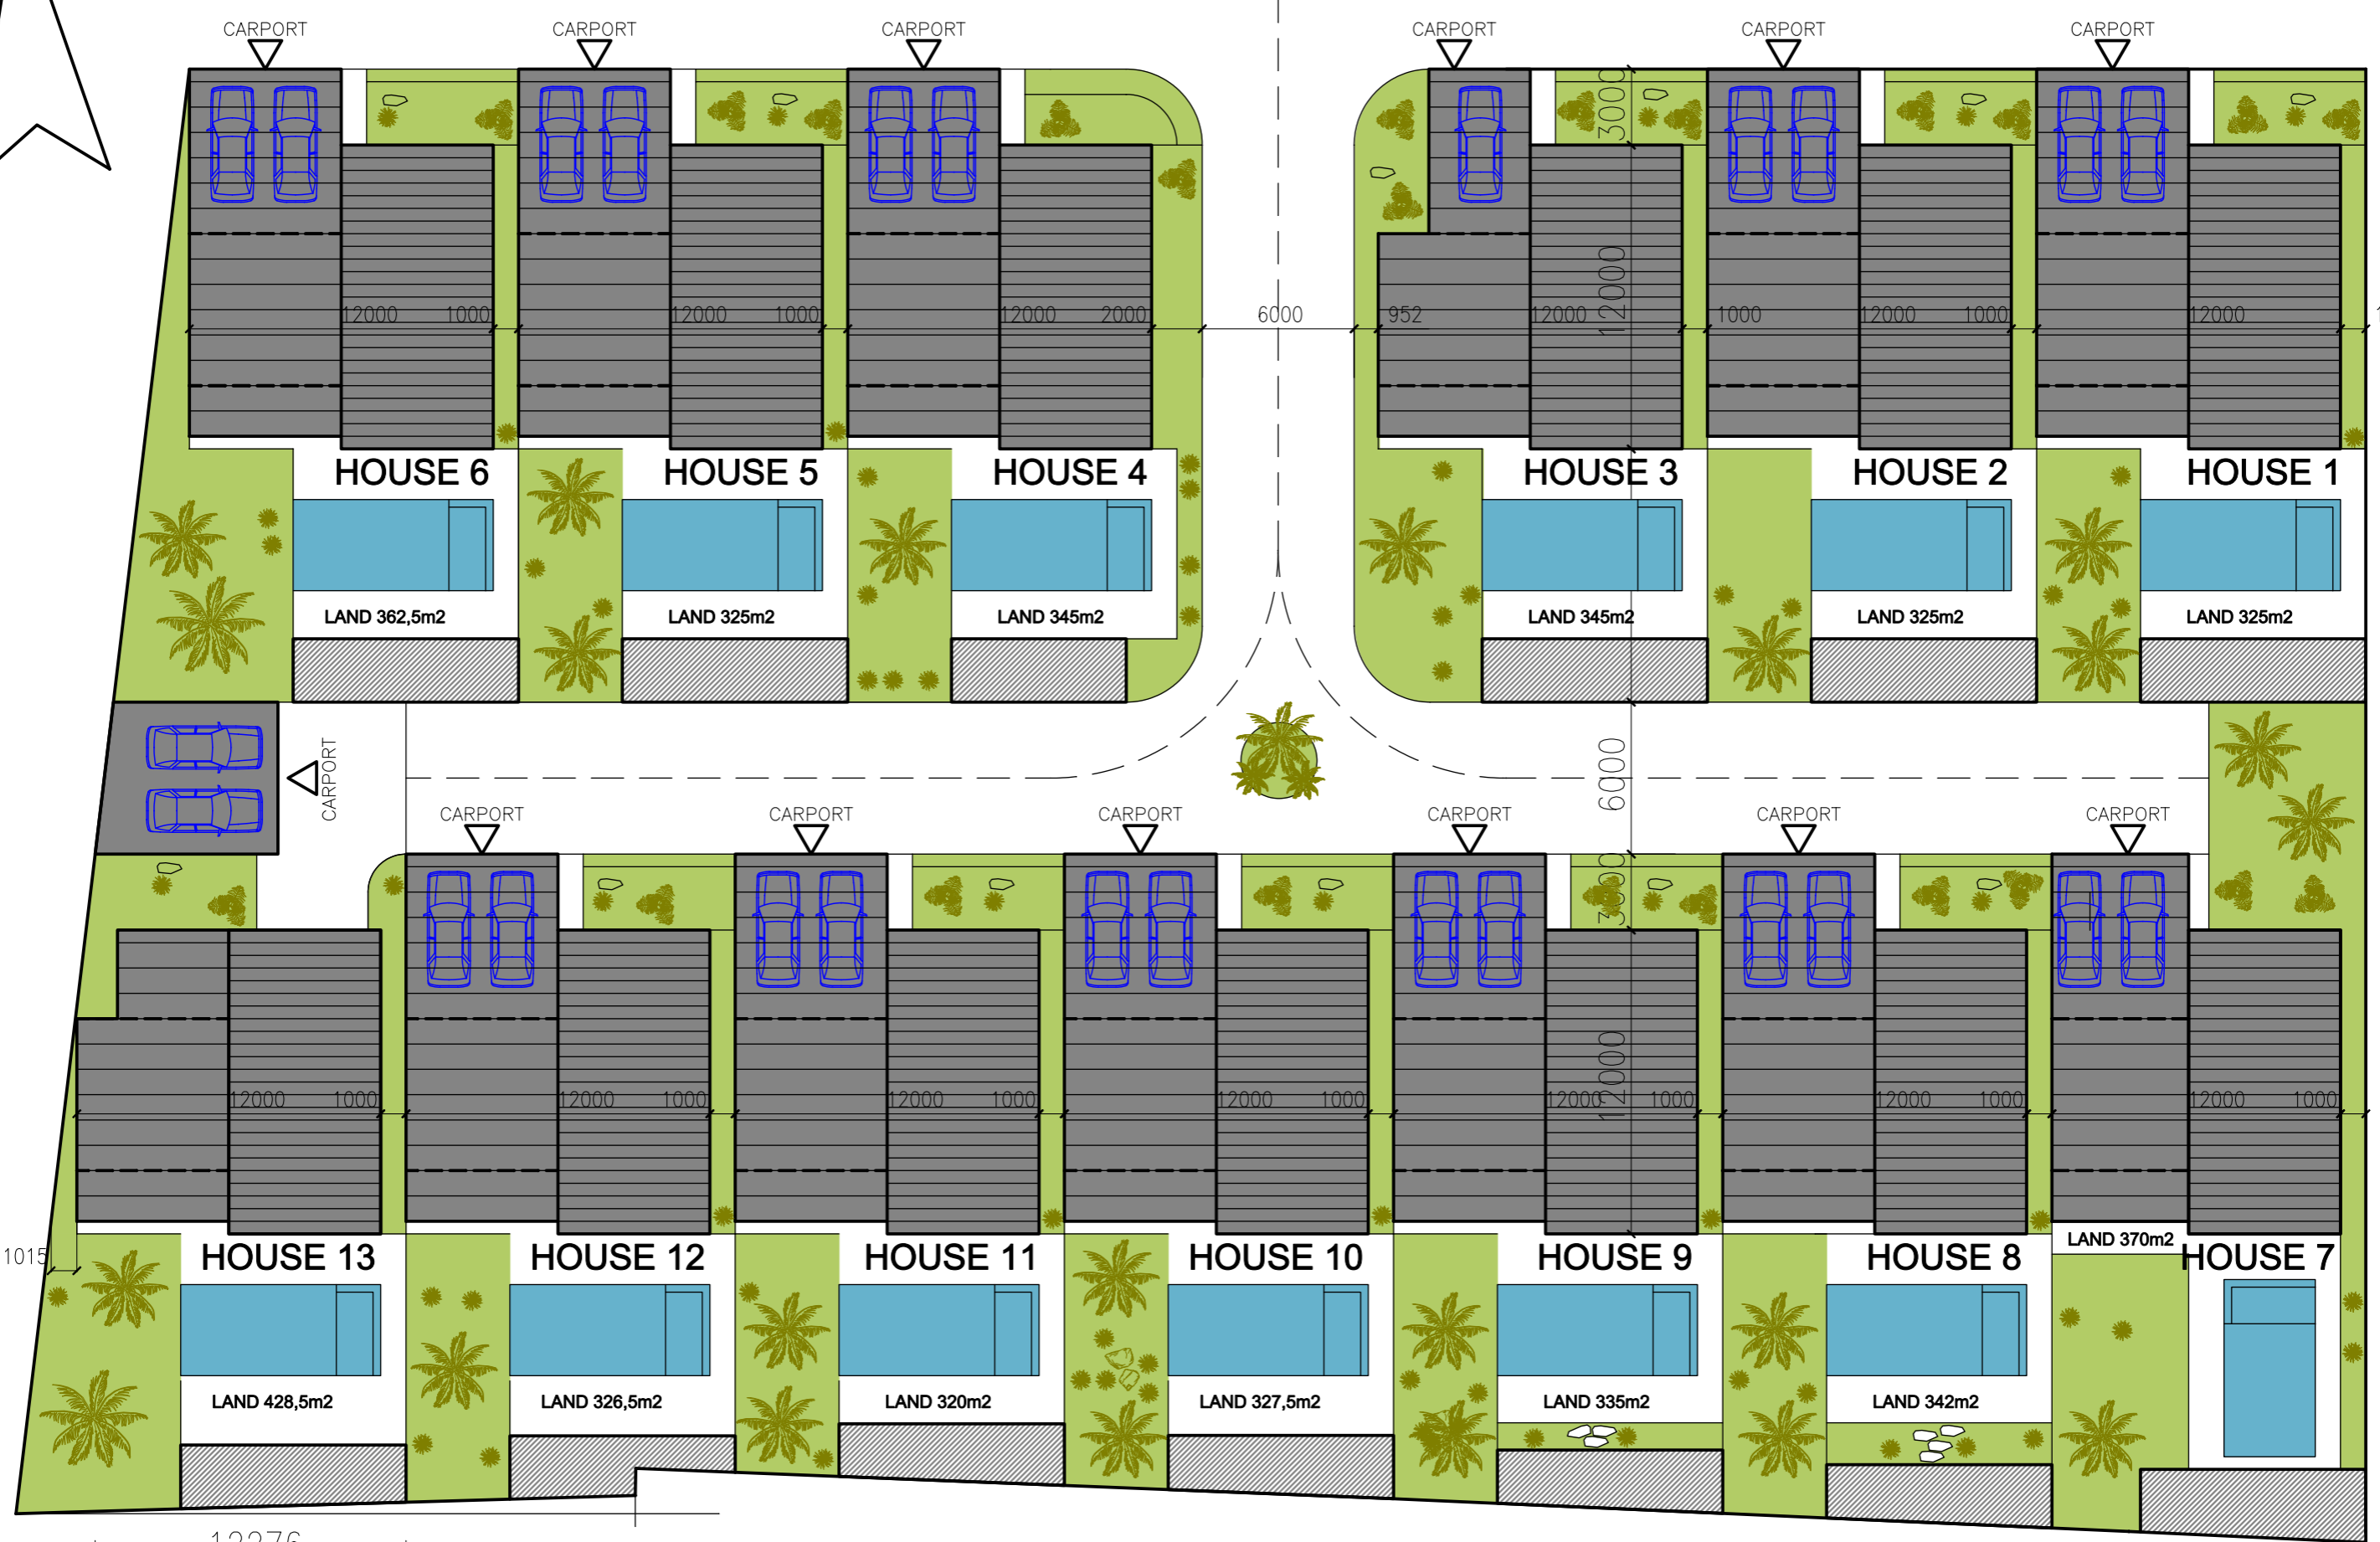 CARPORT CARPORT CARPORT CARPORT CARPORT CARPORT
3000
12000
12000 1000 12000 1000 12000 2000 6000 952 12000 1000 12000 1000 12000
HOUSE 6 HOUSE 5 HOUSE 4 HOUSE 3 HOUSE 2 HOUSE 1
LAND 362,5m2 LAND 325m2 LAND 345m2 LAND 345m2 LAND 325m2 LAND 325m2
CARPORT
6000
CARPORT CARPORT CARPORT CARPORT CARPORT CARPORT
3000
12000
12000 1000 12000 1000 12000 1000 12000 1000 12000 1000 12000 1000 12000 1000
LAND 370m2
1015
HOUSE 13 HOUSE 12 HOUSE 11 HOUSE 10 HOUSE 9 HOUSE 8 HOUSE 7
LAND 428,5m2 LAND 326,5m2 LAND 320m2 LAND 327,5m2 LAND 335m2 LAND 342m2